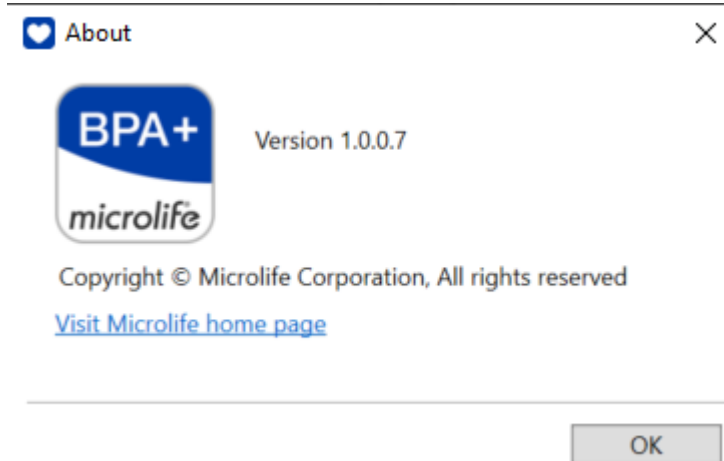 About
BPA+
microlife
Version 1.0.0.7
Copyright © Microlife Corporation, All rights reserved
Visit Microlife home page
OK